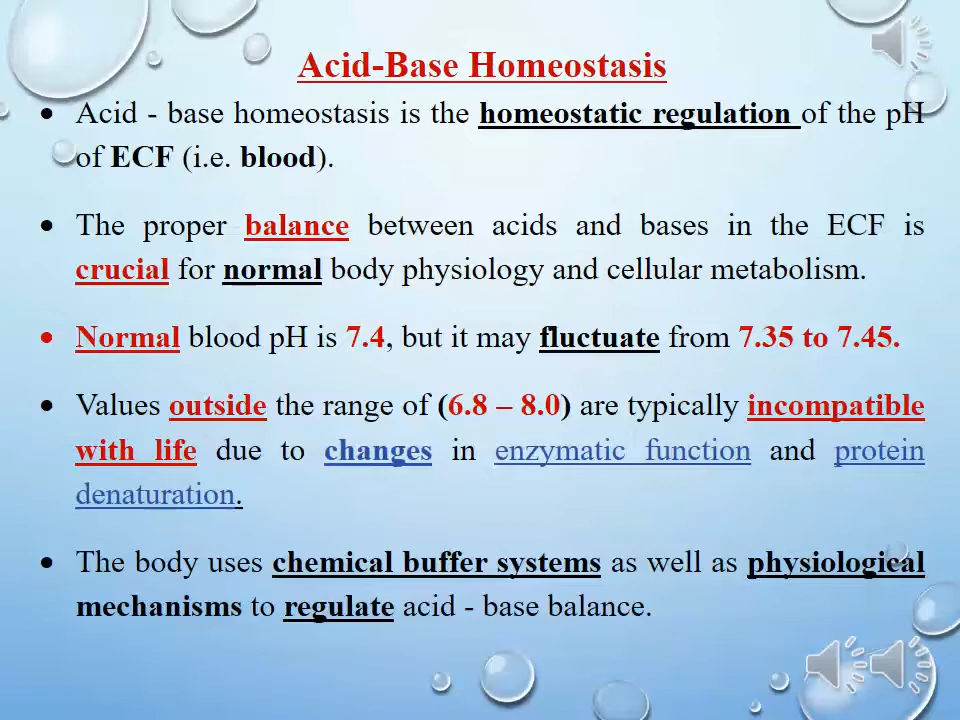 Acid-Base Homeostasis
• Acid - base homeostasis is the homeostatic regulation of the pH
of ECF (i.e. blood).
• The proper balance between acids and bases in the ECF is
crucial for normal body physiology and cellular metabolism.
• Normal blood pH is 7.4, but it may fluctuate from 7.35 to 7.45.
• Values outside the range of (6.8 – 8.0) are typically incompatible
with life due to changes in enzymatic function and protein
denaturation.
• The body uses chemical buffer systems as well as physiological
mechanisms to regulate acid - base balance.